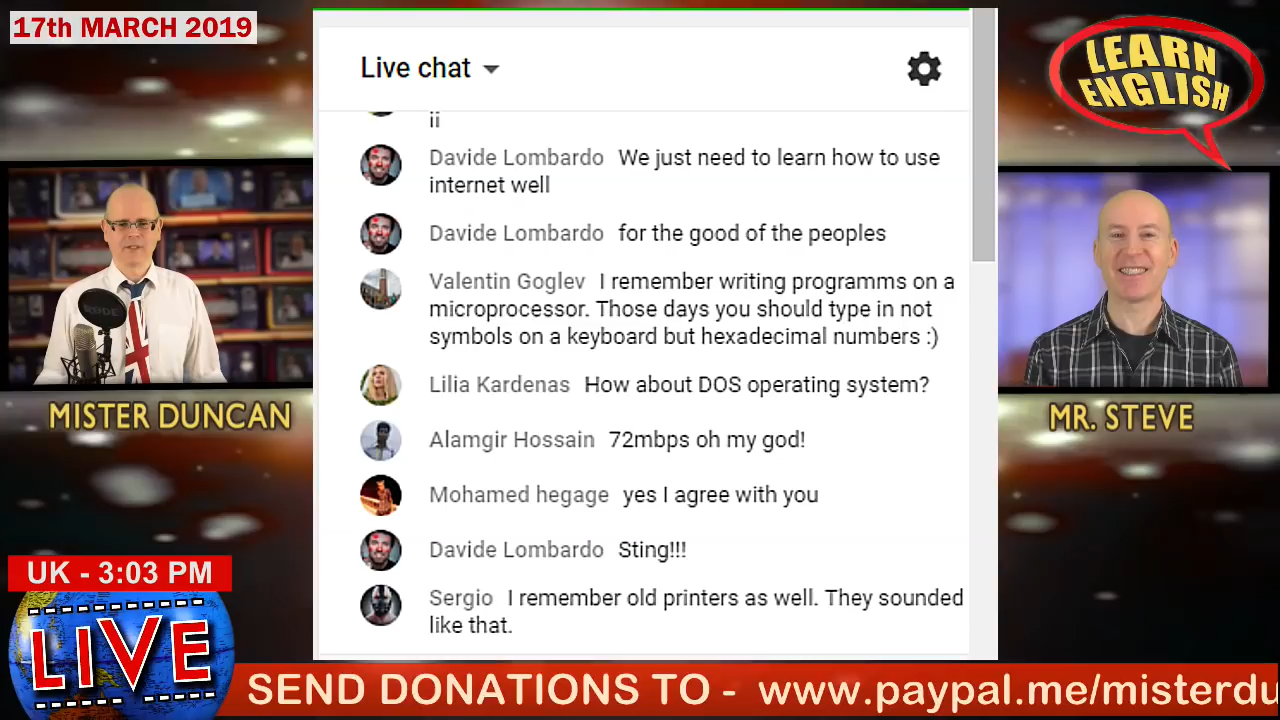 17th MARCH 2019
Live chat
LEARN
ENGLISH
ii
Davide Lombardo We just need to learn how to use
internet well
Davide Lombardo for the good of the peoples
Valentin Goglev I remember writing programms on a
microprocessor. Those days you should type in not
symbols on a keyboard but hexadecimal numbers :)
Lilia Kardenas How about DOS operating system?
Alamgir Hossain 72mbps oh my god!
Mohamed hegage yes I agree with you
Davide Lombardo Sting!!!
Sergio I remember old printers as well. They sounded
like that.
RODE
MISTER DUNCAN
MR. STEVE
UK - 3:03 PM
LIVE
SEND DONATIONS TO - www.paypal.me/misterdu